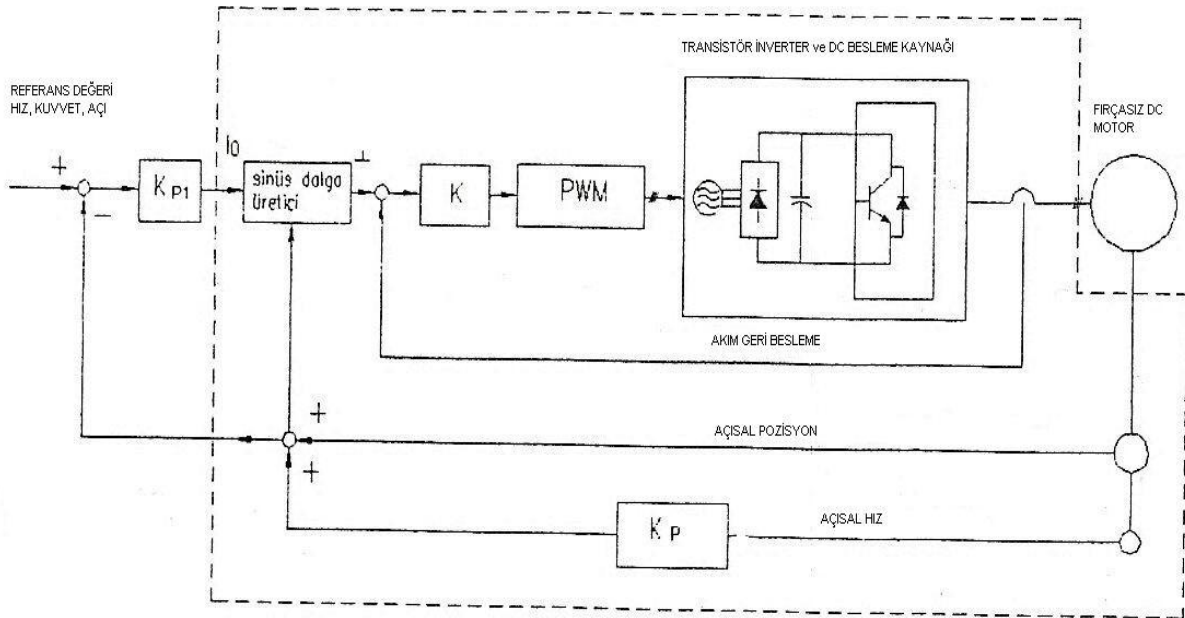 TRANSİSTÖR İNVERTER ve DC BESLEME KAYNAĞI
REFERANS DEĞERİ
HIZ, KUVVET, AÇI
FIRÇASIZ DC
MOTOR
+
−
K P1
I0
sinüs dalga
üretici
±
K
PWM
AKIM GERİ BESLEME
+
+
AÇISAL POZİSYON
K P
AÇISAL HIZ